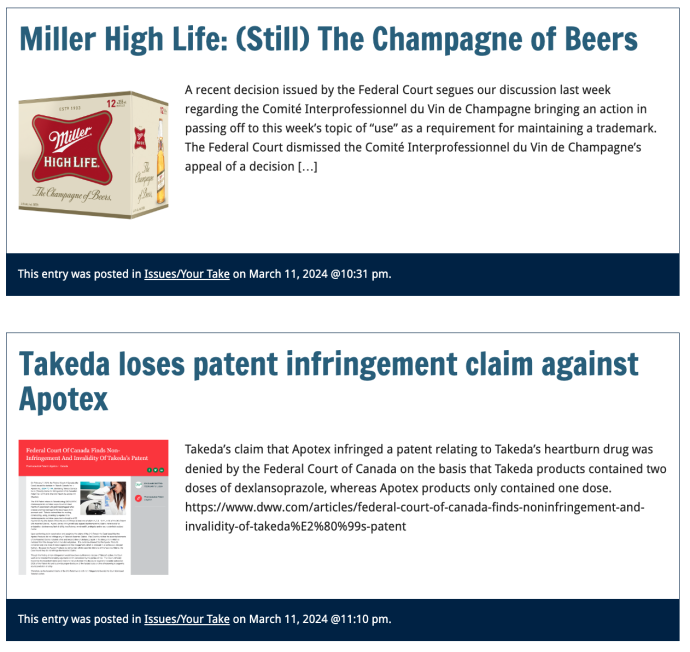 Miller High Life: (Still) The Champagne of Beers
ESTD 1903
12
Miller
HIGH LIFE
The Champagne of Beers.
The
Champagne
of Beers.
A recent decision issued by the Federal Court segues our discussion last week
regarding the Comité Interprofessionnel du Vin de Champagne bringing an action in
passing off to this week’s topic of “use” as a requirement for maintaining a trademark.
The Federal Court dismissed the Comité Interprofessionnel du Vin de Champagne’s
appeal of a decision […]
This entry was posted in Issues/Your Take on March 11, 2024 @10:31 pm.
Takeda loses patent infringement claim against
Apotex
Federal Court Of Canada Finds Non-
Infringement And Invalidity Of Takeda's Patent
Takeda’s claim that Apotex infringed a patent relating to Takeda’s heartburn drug was
denied by the Federal Court of Canada on the basis that Takeda products contained two
doses of dexlansoprazole, whereas Apotex products only contained one dose.
https://www.dww.com/articles/federal-court-of-canada-finds-noninfringement-and-
invalidity-of-takeda%E2%80%99s-patent
This entry was posted in Issues/Your Take on March 11, 2024 @11:10 pm.